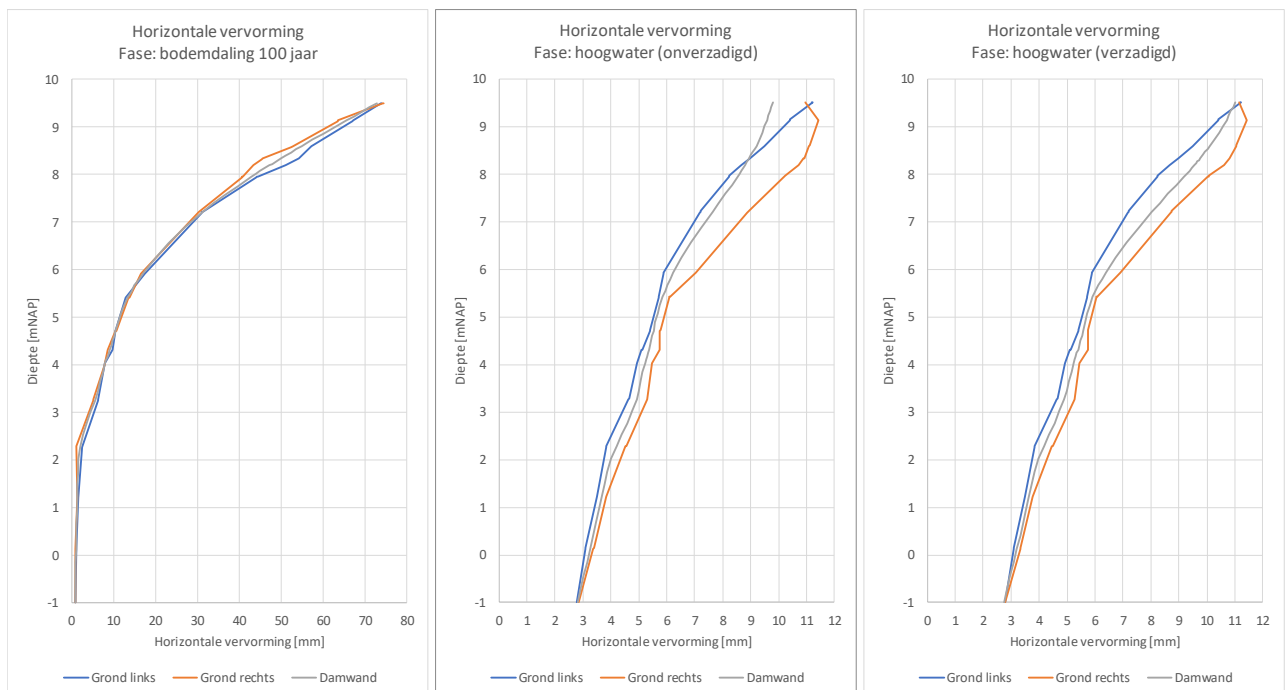 Horizontale vervorming
Fase: bodemdaling 100 jaar
10
9
8
7
6
5
4
3
2
1
0
-1
Diepte [mNAP]
0 10 20 30 40 50 60 70 80
Horizontale vervorming [mm]
Grond links Grond rechts Damwand
Horizontale vervorming
Fase: hoogwater (onverzadigd)
10
9
8
7
6
5
4
3
2
1
0
-1
Diepte [mNAP]
0 1 2 3 4 5 6 7 8 9 10 11 12
Horizontale vervorming [mm]
Grond links Grond rechts Damwand
Horizontale vervorming
Fase: hoogwater (verzadigd)
10
9
8
7
6
5
4
3
2
1
0
-1
Diepte [mNAP]
0 1 2 3 4 5 6 7 8 9 10 11 12
Horizontale vervorming [mm]
Grond links Grond rechts Damwand